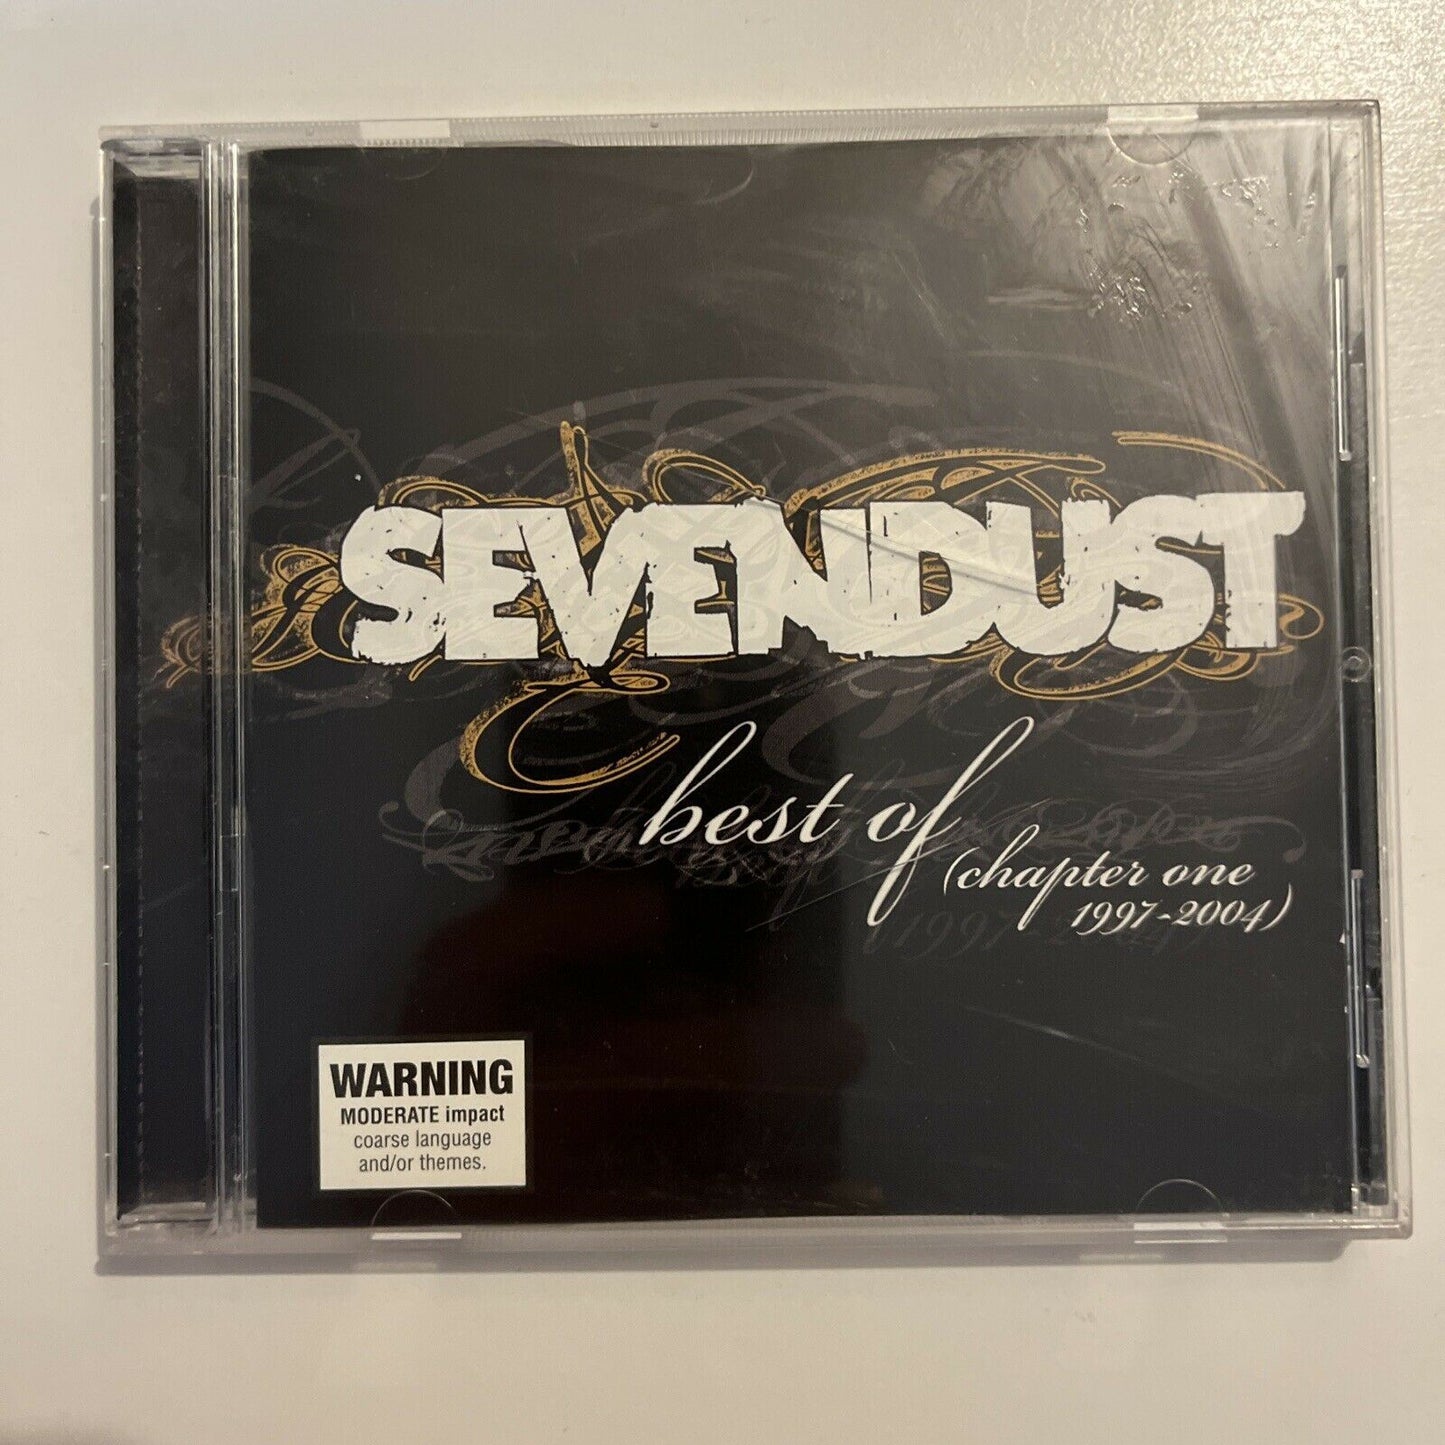 SEVENDUST
best of
(chapter one
1997-2004)
WARNING
MODERATE impact
coarse language
and/or themes.